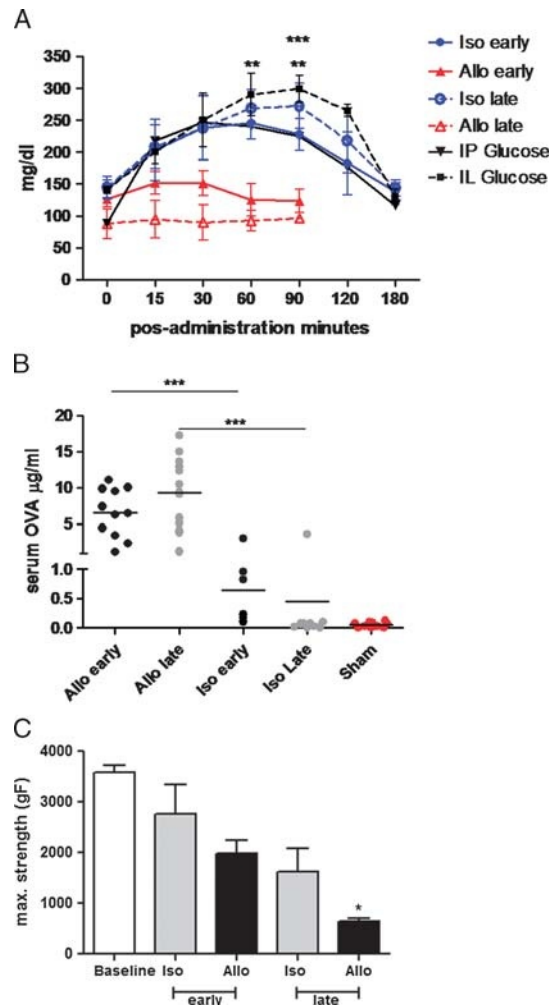 A
*** 
** **
mg/dl
350
300
250
200
150
100
50
0
0 15 30 60 90 120 180
pos-administration minutes
Iso early
Allo early
Iso late
Allo late
IP Glucose
IL Glucose
B
***
***
serum OVA µg/ml
20
15
10
5
1.0
0.5
0.0
Allo early
Allo late
Iso early
Iso Late
Sham
C
max. strength (gF)
4000
3000
2000
1000
0
*
Baseline Iso Allo Iso Allo
early late